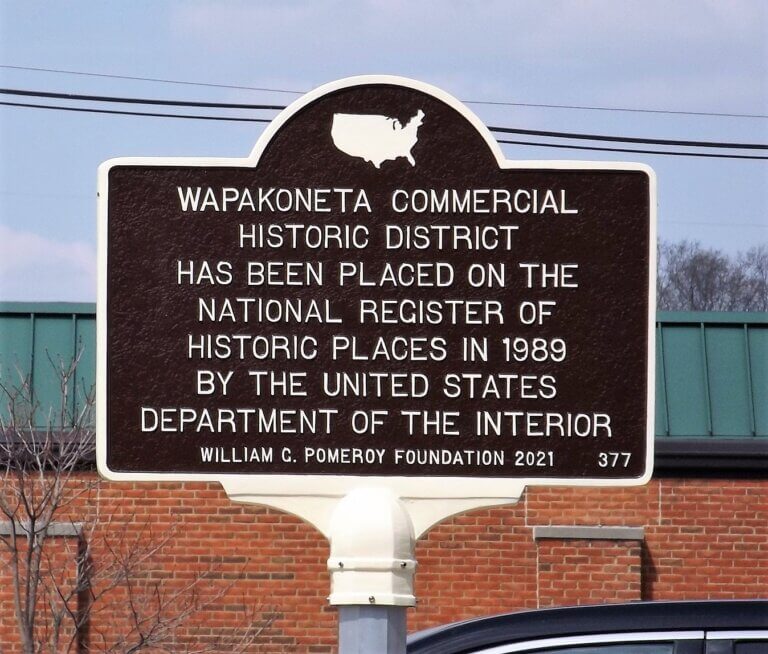 WAPAKONETA COMMERCIAL
HISTORIC DISTRICT
HAS BEEN PLACED ON THE
NATIONAL REGISTER OF
HISTORIC PLACES IN 1989
BY THE UNITED STATES
DEPARTMENT OF THE INTERIOR
WILLIAM G. POMEROY FOUNDATION 2021 377